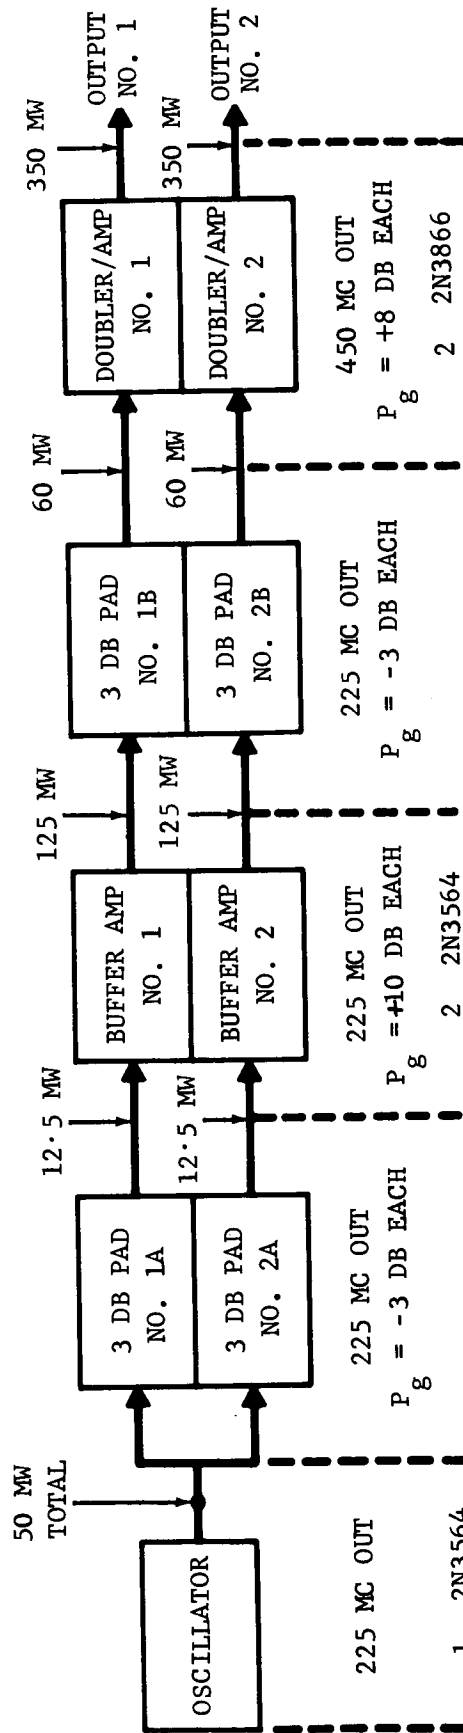 50 MW
TOTAL
OSCILLATOR
225 MC OUT
1 2N3564
3 DB PAD
NO. 1A
3 DB PAD
NO. 2A
225 MC OUT
Pg = -3 DB EACH
12.5 MW
12.5 MW
BUFFER AMP
NO. 1
BUFFER AMP
NO. 2
225 MC OUT
Pg =+10 DB EACH
2 2N3564
125 MW
125 MW
3 DB PAD
NO. 1B
3 DB PAD
NO. 2B
225 MC OUT
Pg = -3 DB EACH
60 MW
60 MW
DOUBLER/AMP
NO. 1
DOUBLER/AMP
NO. 2
450 MC OUT
Pg = +8 DB EACH
2 2N3866
350 MW
350 MW
OUTPUT
NO. 1
OUTPUT
NO. 2